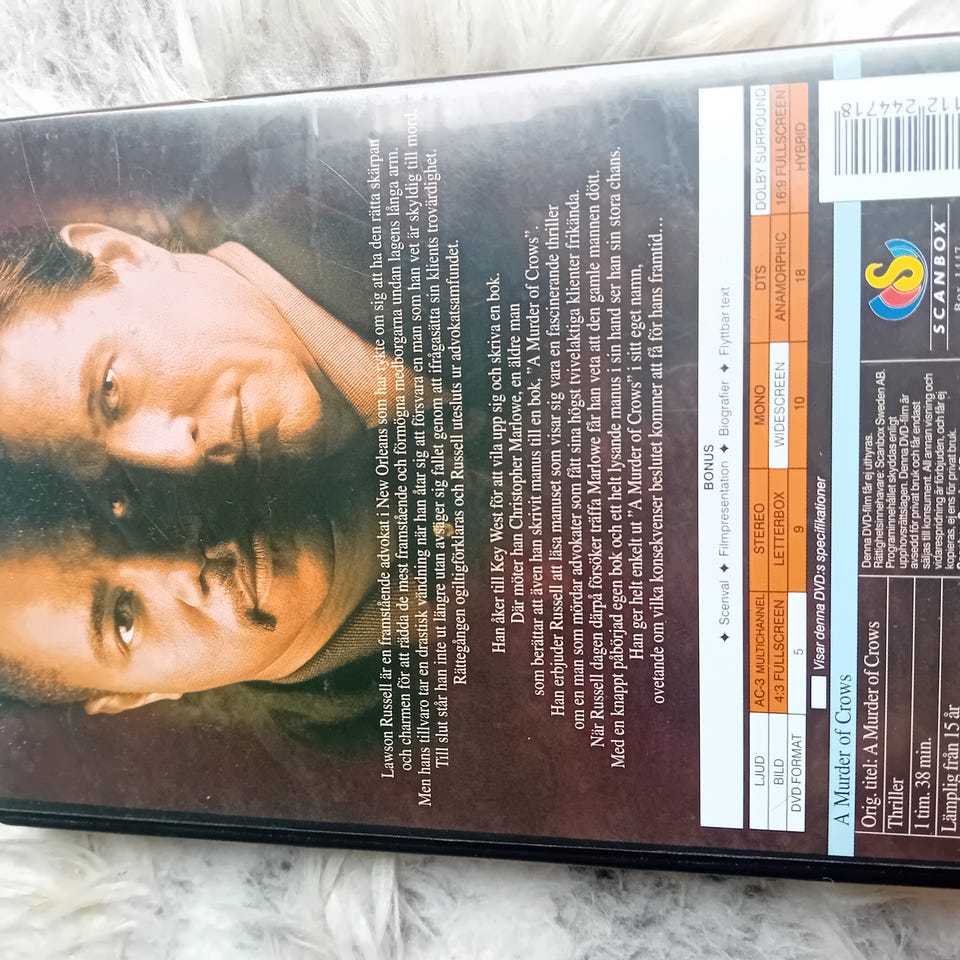 Lawson Russell är en framstående advokat i New Orleans som har rykte om sig att ha den rätta skärpan
och charmen för att rädda de mest framstående och förmögna medborgarna undan lagens långa arm.
Men hans tillvaro tar en drastisk vändning när han åtar sig att försvara en man som han vet är skyldig till mord.
Till slut står han inte ut längre utan avsäger sig fallet genom att ifrågasätta sin klients trovärdighet.
Rättegången ogiltigförklaras och Russell utesluts ur advokatsamfundet.
Han åker till Key West för att vila upp sig och skriva en bok.
Där möter han Christopher Marlowe, en äldre man
som berättar att även han skrivit manus till en bok, "A Murder of Crows".
Han erbjuder Russell att läsa manuset som visar sig vara en fascinerande thriller
om en man som mördar advokater som fått sina högst tvivelaktiga klienter frikända.
När Russell dagen därpå försöker träffa Marlowe får han veta att den gamle mannen dött.
Med en knappt påbörjad egen bok och ett helt lysande manus i sin hand ser han sin stora chans.
Han ger helt enkelt ut "A Murder of Crows" i sitt eget namn,
ovetande om vilka konsekvenser beslutet kommer att få för hans framtid...
BONUS
✦ Scenval ✦ Filmpresentation ✦ Biografier ✦ Flyttbar text
LJUD AC-3 MULTICHANNEL STEREO MONO DTS DOLBY SURROUND
BILD 4:3 FULLSCREEN LETTERBOX WIDESCREEN ANAMORPHIC 16:9 FULLSCREEN
DVD FORMAT 5 9 10 18 HYBRID
Visar denna DVD:s specifikationer
A Murder of Crows
Orig. titel: A Murder of Crows
Thriller
1 tim. 38 min.
Lämplig från 15 år
Denna DVD-film får ej uthyras.
Rättighetsinnehavare: Scanbox Sweden AB.
Programinnehållet skyddas enligt
upphovsrättslagen. Denna DVD-film är
avsedd för privat bruk och får endast
säljas till konsument. All annan visning och
vidarespridning är förbjuden, och får ej
kopieras ej ens för privatbruk.
SCANBOX
112 244718